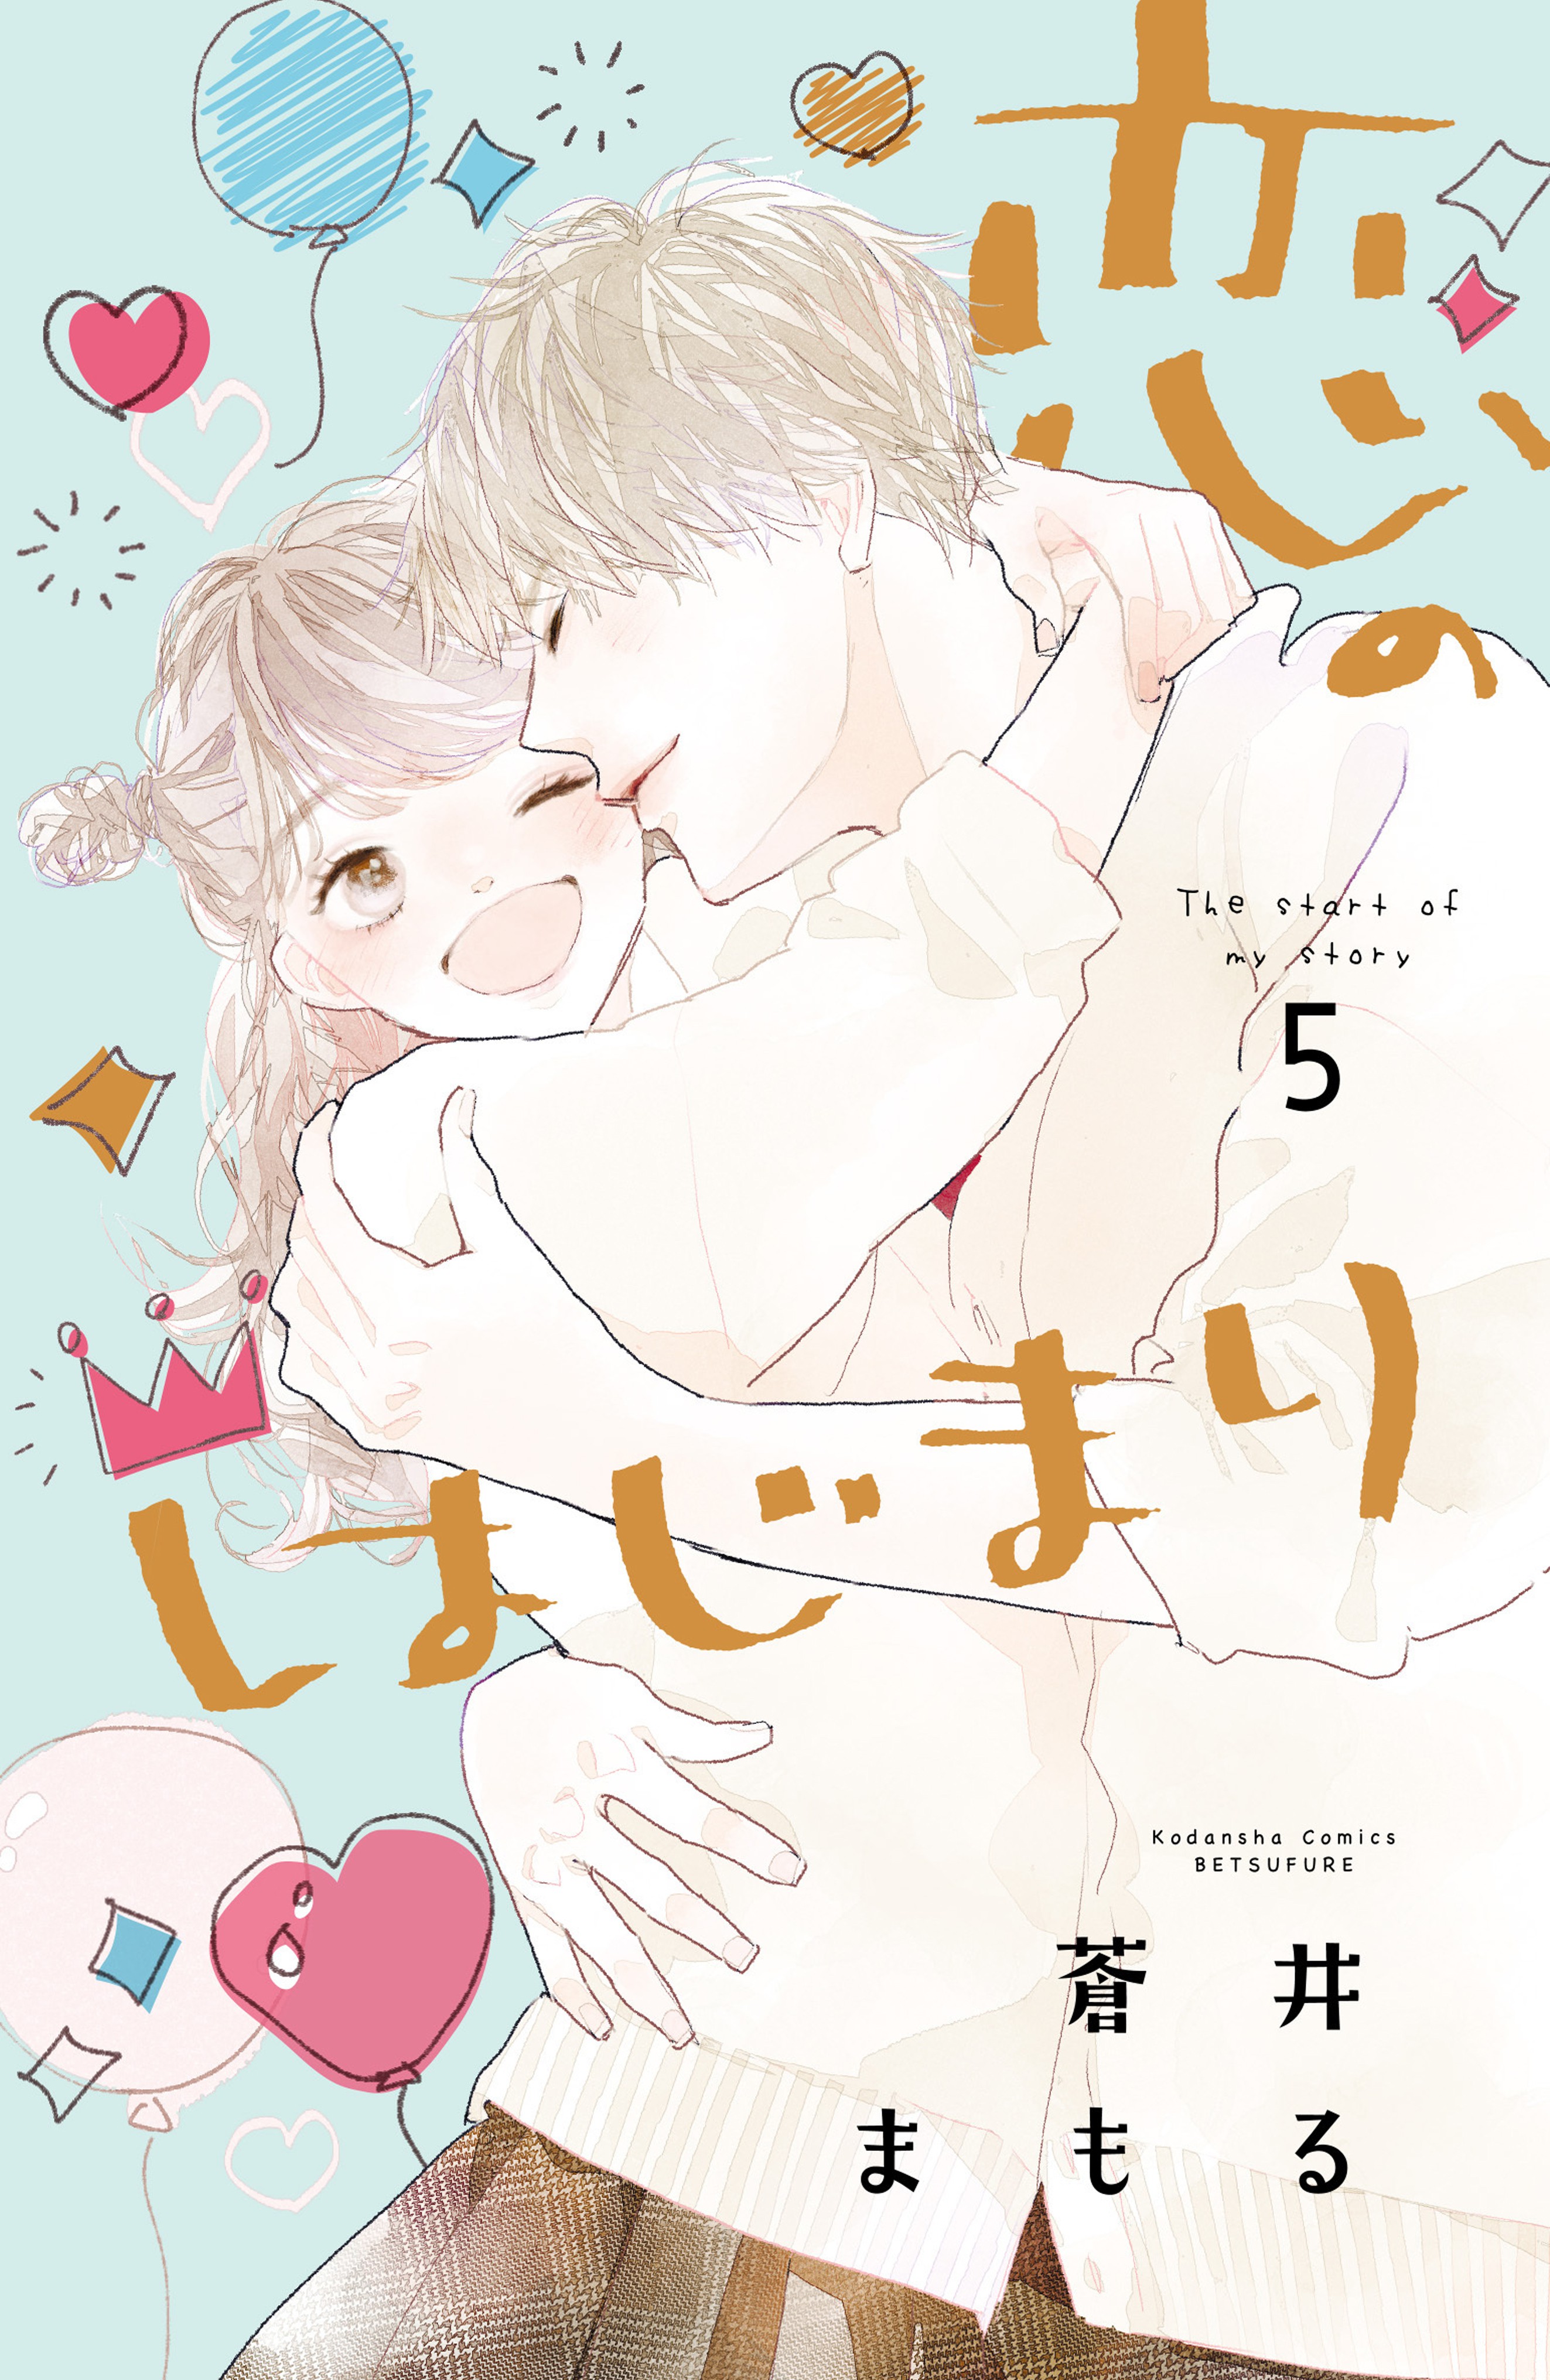 恋の
はじまり
The start of
my story
5
Kodansha Comics
BETSUFURE
蒼井
まもる